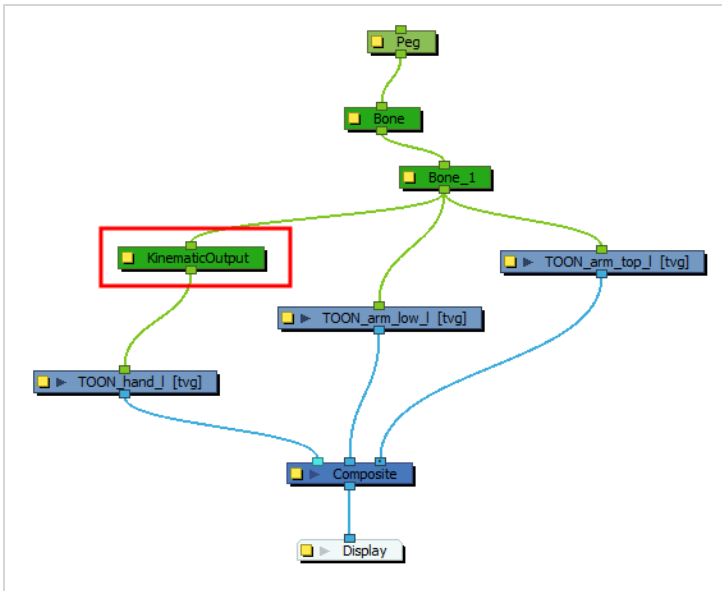 Peg
Bone
Bone_1
KinematicOutput
TOON_arm_top_l [tvg]
TOON_arm_low_l [tvg]
TOON_hand_l [tvg]
Composite
Display